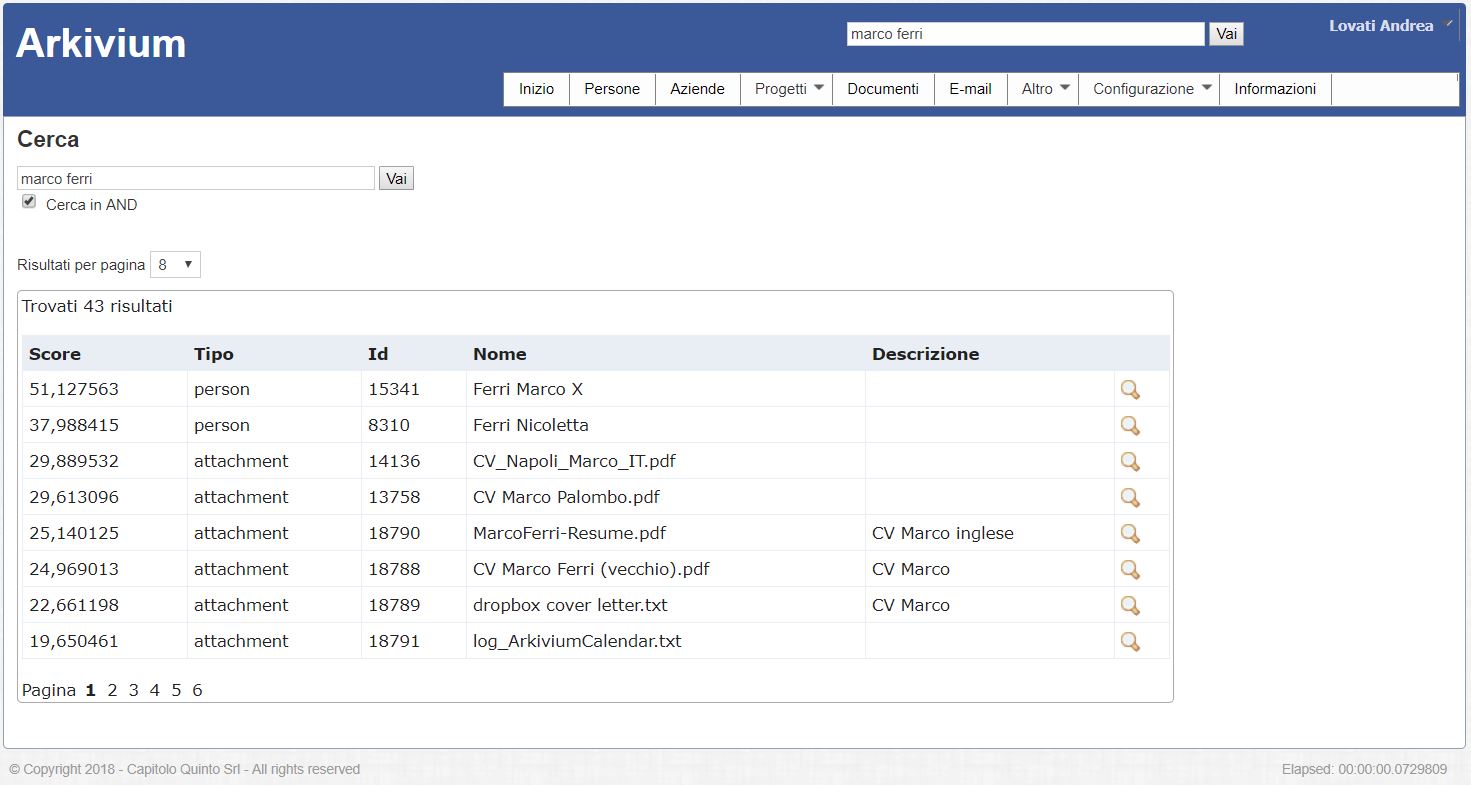 Arkivium
marco ferri Vai
Lovati Andrea
Inizio Persone Aziende Progetti Documenti E-mail Altro Configurazione Informazioni
Cerca
marco ferri Vai
Cerca in AND
Risultati per pagina 8
Trovati 43 risultati
Score Tipo Id Nome Descrizione
51,127563 person 15341 Ferri Marco X
37,988415 person 8310 Ferri Nicoletta
29,889532 attachment 14136 CV_Napoli_Marco_IT.pdf
29,613096 attachment 13758 CV Marco Palombo.pdf
25,140125 attachment 18790 MarcoFerri-Resume.pdf CV Marco inglese
24,969013 attachment 18788 CV Marco Ferri (vecchio).pdf CV Marco
22,661198 attachment 18789 dropbox cover letter.txt CV Marco
19,650461 attachment 18791 log_ArkiviumCalendar.txt
Pagina 1 2 3 4 5 6
© Copyright 2018 - Capitolo Quinto Srl - All rights reserved
Elapsed: 00:00:00.0729809